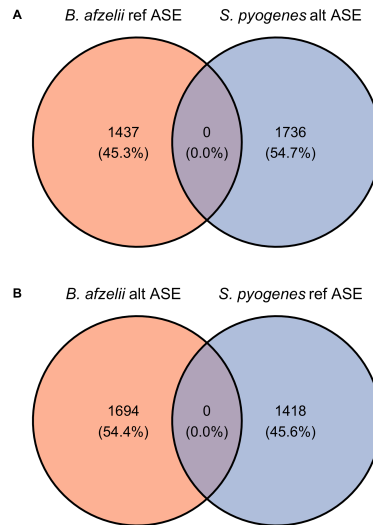 A
B. afzelii ref ASE S. pyogenes alt ASE
1437 0 1736
(45.3%) (0.0%) (54.7%)
B
B. afzelii alt ASE S. pyogenes ref ASE
1694 0 1418
(54.4%) (0.0%) (45.6%)